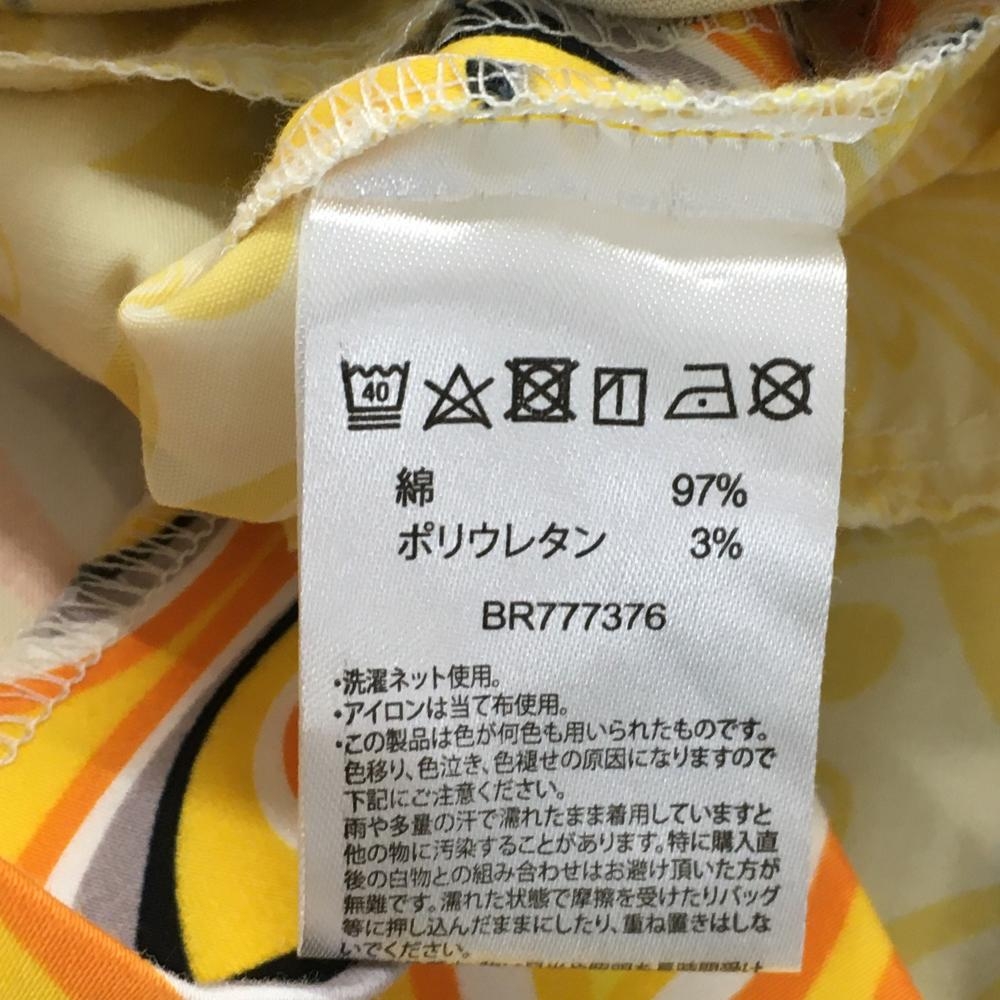 40
綿 97%
ポリウレタン 3%
BR777376
・洗濯ネット使用。
・アイロンは当て布使用。
・この製品は色が何色も用いられたものです。
色移り、色泣き、色褪せの原因になりますので
下記にご注意ください。
雨や多量の汗で濡れたまま着用していますと
他の物に汚染することがあります。特に購入直
後の白物との組み合わせはお避け頂いた方が
無難です。濡れた状態で摩擦を受けたりバッグ
等に押し込んだままにしたり、重ね置きはしな
いでください。